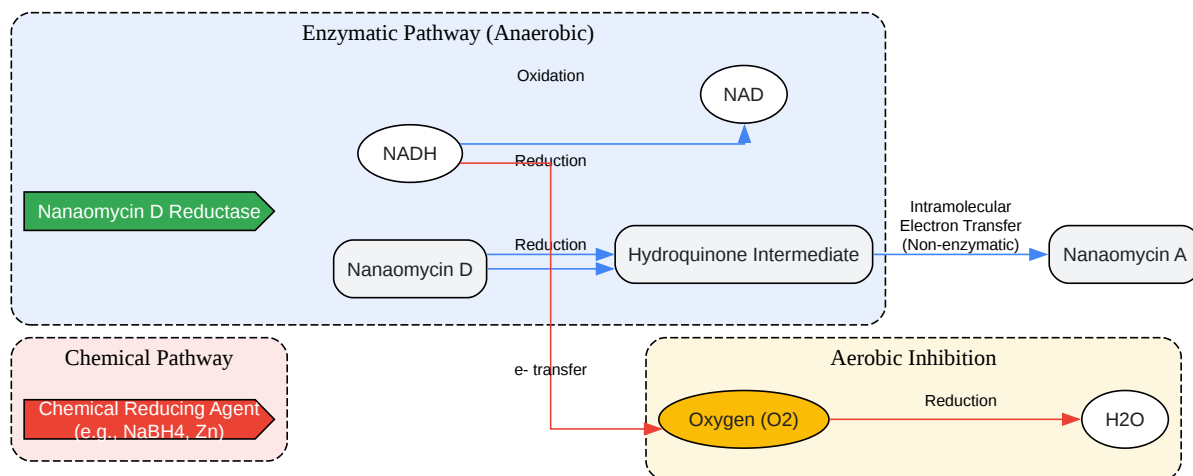 Enzymatic Pathway (Anaerobic)
Oxidation
NAD
NADH
Reduction
Nanaomycin D Reductase
Intramolecular
Electron Transfer
(Non-enzymatic)
Reduction
Nanaomycin D
Hydroquinone Intermediate
Nanaomycin A
Chemical Pathway
Aerobic Inhibition
e- transfer
Chemical Reducing Agent
(e.g., NaBH4, Zn)
Oxygen (O2)
Reduction
H2O